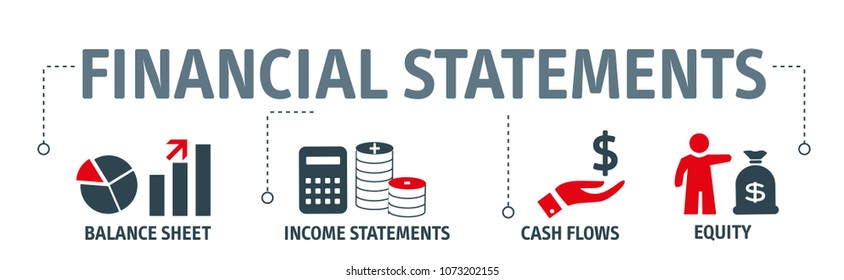 FINANCIAL STATEMENTS
$
$
BALANCE SHEET
INCOME STATEMENTS
CASH FLOWS
EQUITY
shutterstock.com · 1073202155